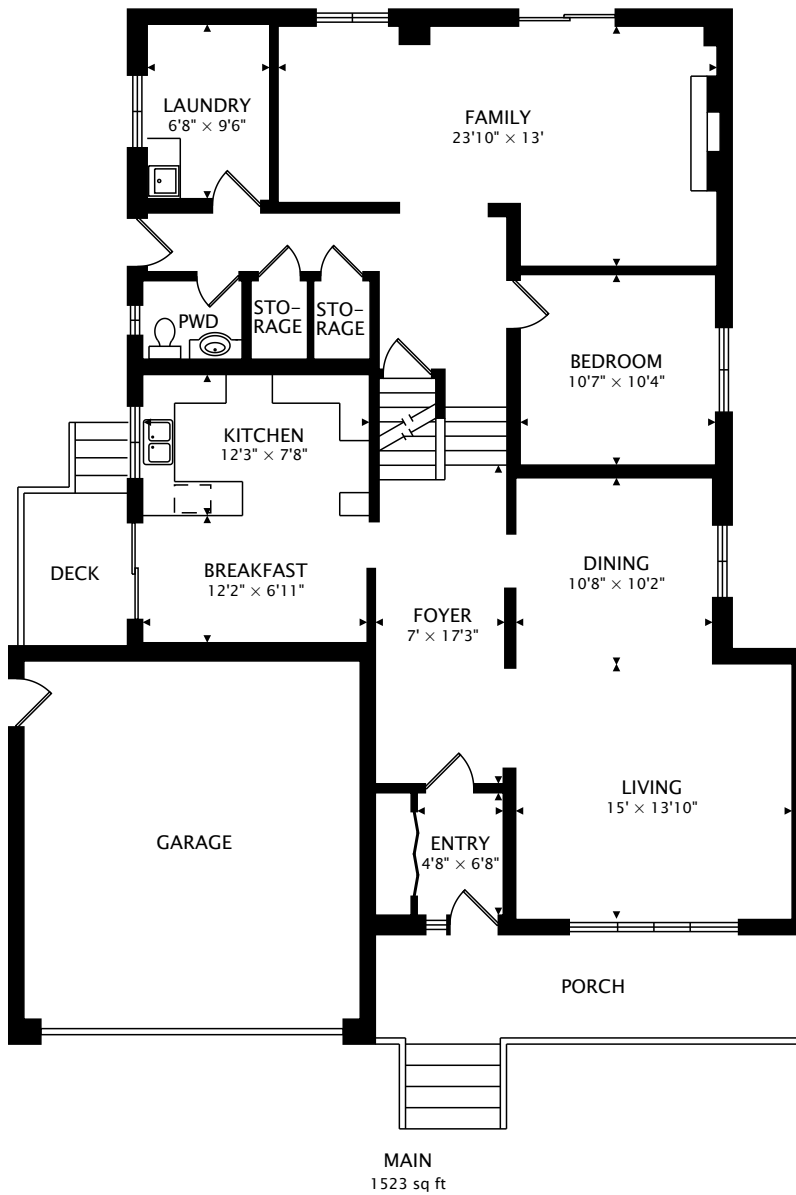 LAUNDRY
6'8" × 9'6"
FAMILY
23'10" × 13'
PWD
STO-
RAGE
STO-
RAGE
BEDROOM
10'7" × 10'4"
KITCHEN
12'3" × 7'8"
DECK
BREAKFAST
12'2" × 6'11"
FOYER
7' × 17'3"
DINING
10'8" × 10'2"
LIVING
15' × 13'10"
GARAGE
ENTRY
4'8" × 6'8"
PORCH
MAIN
1523 sq ft